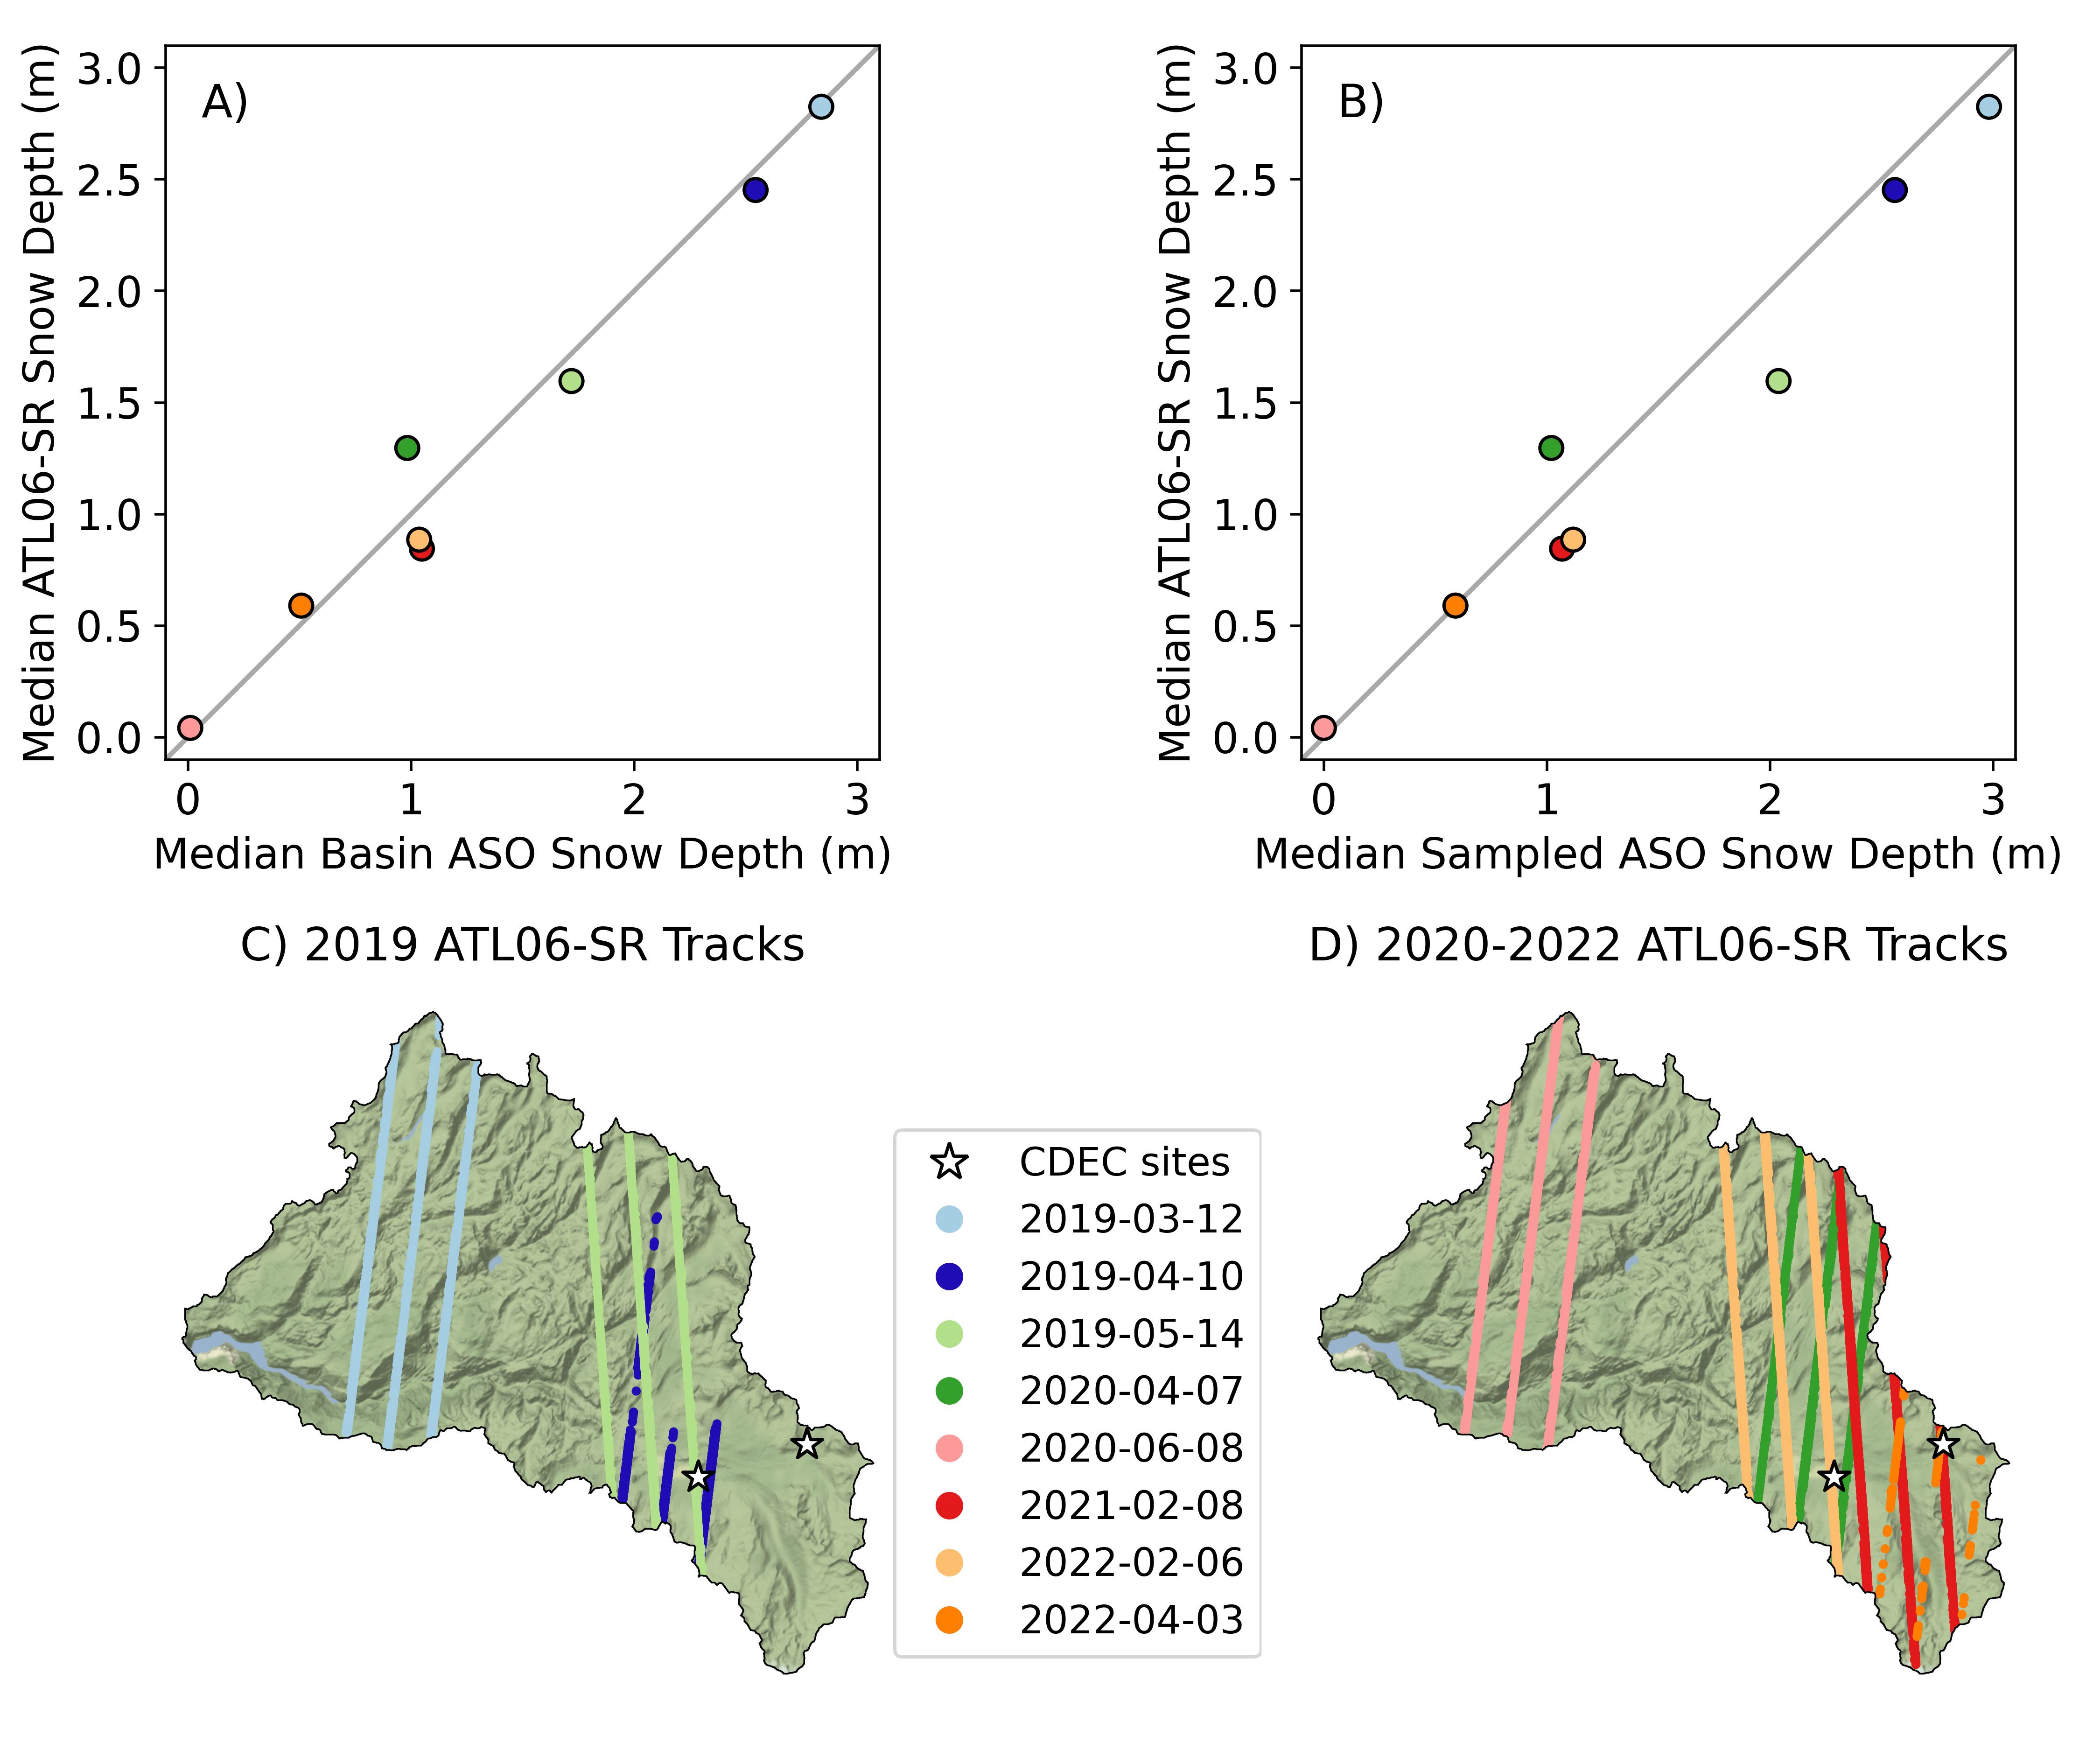 A)
Median ATL06-SR Snow Depth (m)
3.0
2.5
2.0
1.5
1.0
0.5
0.0
0 1 2 3
Median Basin ASO Snow Depth (m)
B)
Median ATL06-SR Snow Depth (m)
3.0
2.5
2.0
1.5
1.0
0.5
0.0
0 1 2 3
Median Sampled ASO Snow Depth (m)
C) 2019 ATL06-SR Tracks
CDEC sites
2019-03-12
2019-04-10
2019-05-14
2020-04-07
2020-06-08
2021-02-08
2022-02-06
2022-04-03
D) 2020-2022 ATL06-SR Tracks